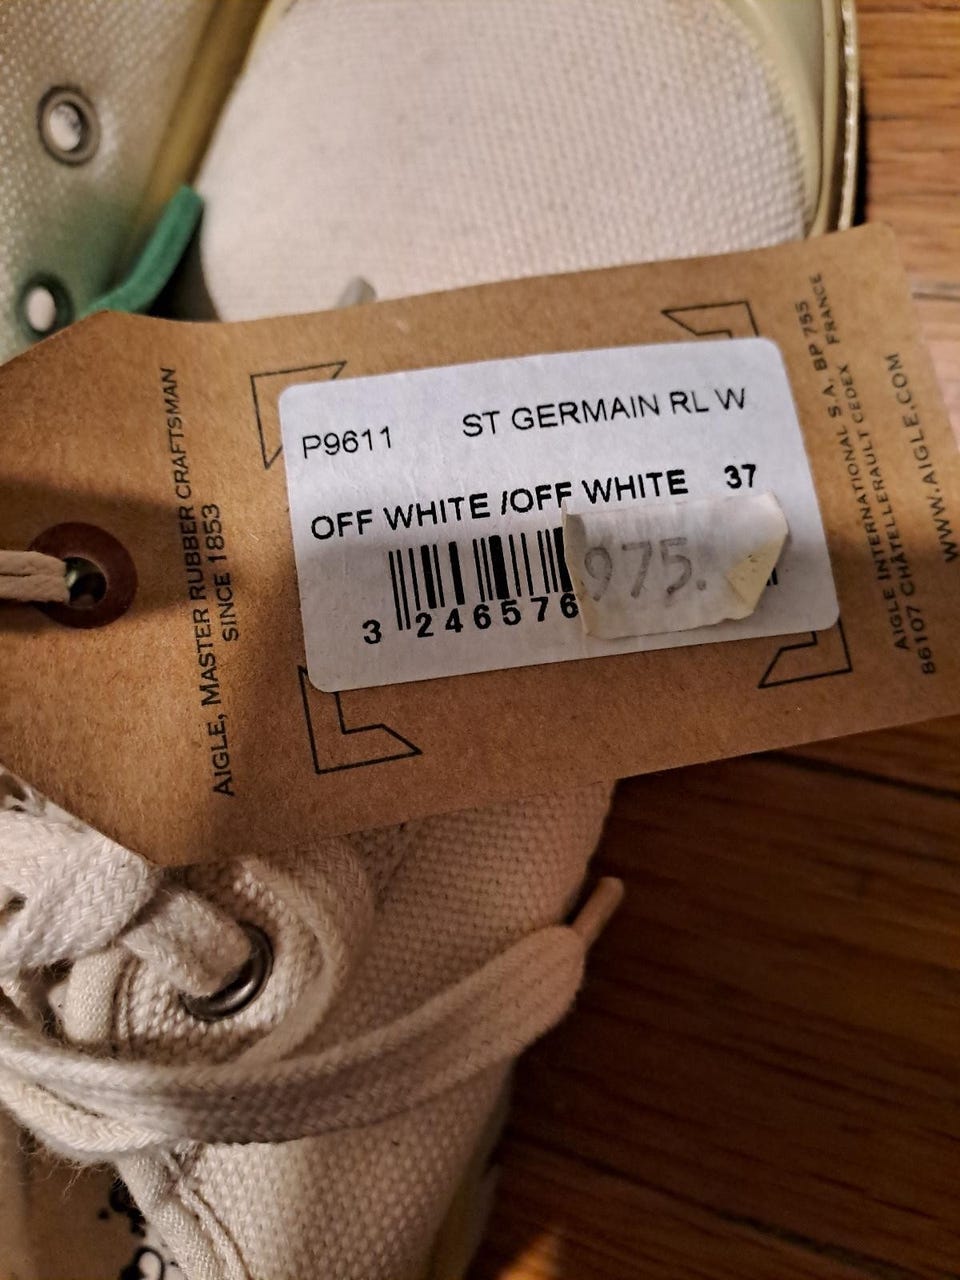 AIGLE, MASTER RUBBER CRAFTSMAN
SINCE 1853
P9611 ST GERMAIN RL W
OFF WHITE /OFF WHITE 37
975.
3 246576
AIGLE INTERNATIONAL S.A. BP 755
86107 CHÂTELLERAULT CEDEX FRANCE
WWW.AIGLE.COM